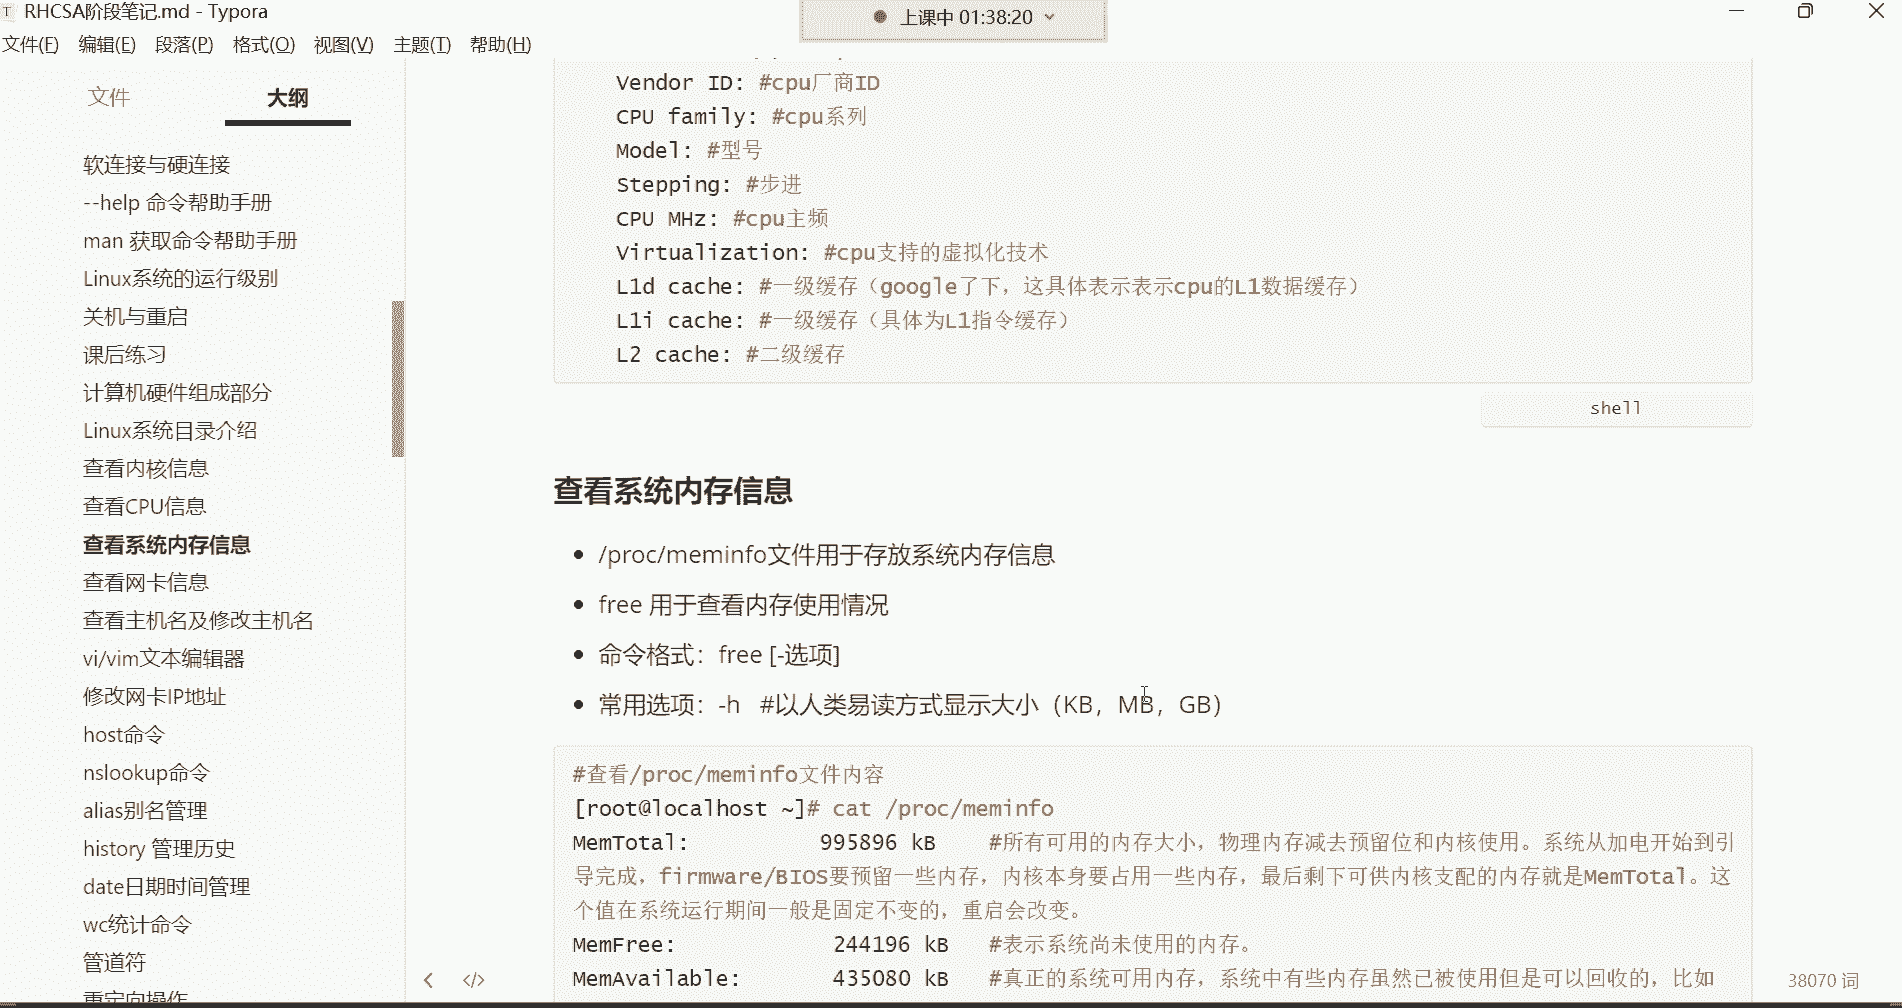 RHCSA阶段笔记.md - Typora
上课中 01:38:20
文件(F) 编辑(E) 段落(P) 格式(O) 视图(V) 主题(T) 帮助(H)
文件 大纲
软连接与硬连接
--help 命令帮助手册
man 获取命令帮助手册
Linux系统的运行级别
关机与重启
课后练习
计算机硬件组成部分
Linux系统目录介绍
查看内核信息
查看CPU信息
查看系统内存信息
查看网卡信息
查看主机名及修改主机名
vi/vim文本编辑器
修改网卡IP地址
host命令
nslookup命令
alias别名管理
history 管理历史
date日期时间管理
wc统计命令
管道符
重定向操作
Vendor ID: #cpu厂商ID
CPU family: #cpu系列
Model: #型号
Stepping: #步进
CPU MHz: #cpu主频
Virtualization: #cpu支持的虚拟化技术
L1d cache: #一级缓存（google了下，这具体表示表示cpu的L1数据缓存）
L1i cache: #一级缓存（具体为L1指令缓存）
L2 cache: #二级缓存
shell
查看系统内存信息
/proc/meminfo文件用于存放系统内存信息
free 用于查看内存使用情况
命令格式：free [-选项]
常用选项：-h #以人类易读方式显示大小（KB，MB，GB）
#查看/proc/meminfo文件内容
[root@localhost ~]# cat /proc/meminfo
MemTotal: 995896 kB #所有可用的内存大小，物理内存减去预留位和内核使用。系统从加电开始到引
导完成，firmware/BIOS要预留一些内存，内核本身要占用一些内存，最后剩下可供内核支配的内存就是MemTotal。这
个值在系统运行期间一般是固定不变的，重启会改变。
MemFree: 244196 kB #表示系统尚未使用的内存。
MemAvailable: 435080 kB #真正的系统可用内存，系统中有些内存虽然已被使用但是可以回收的，比如
38070 词